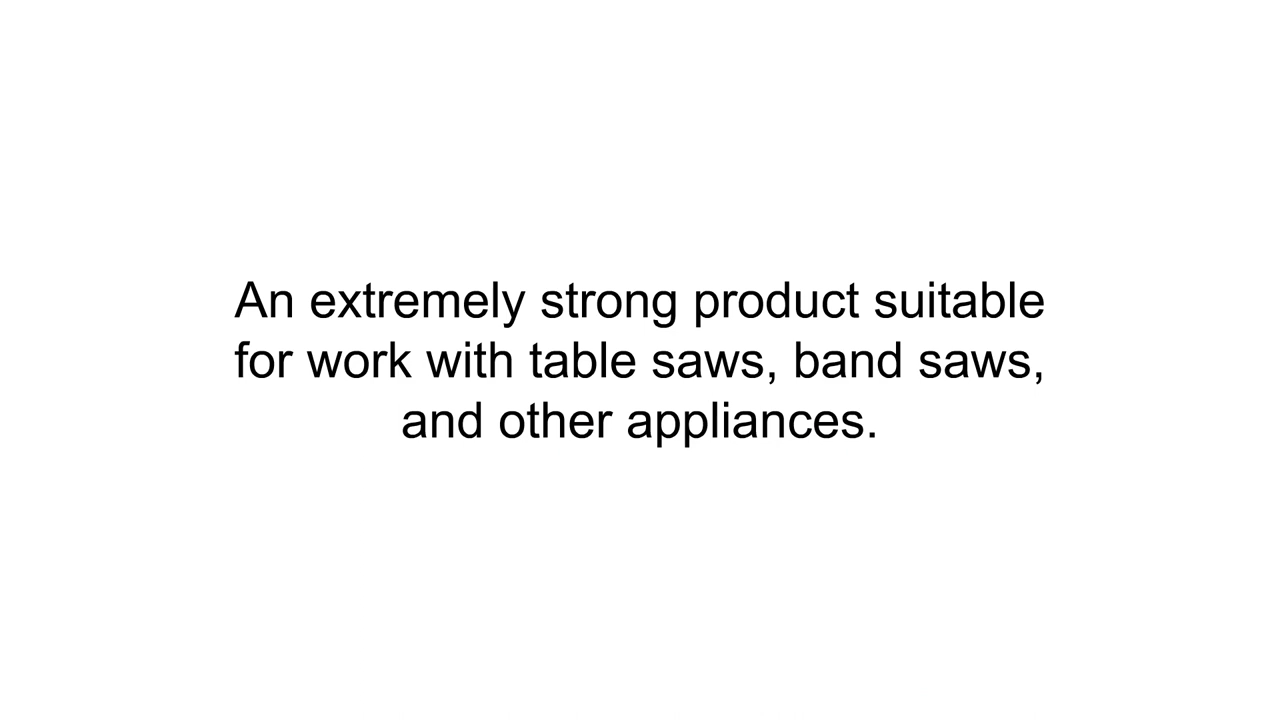 An extremely strong product suitable
for work with table saws, band saws,
and other appliances.